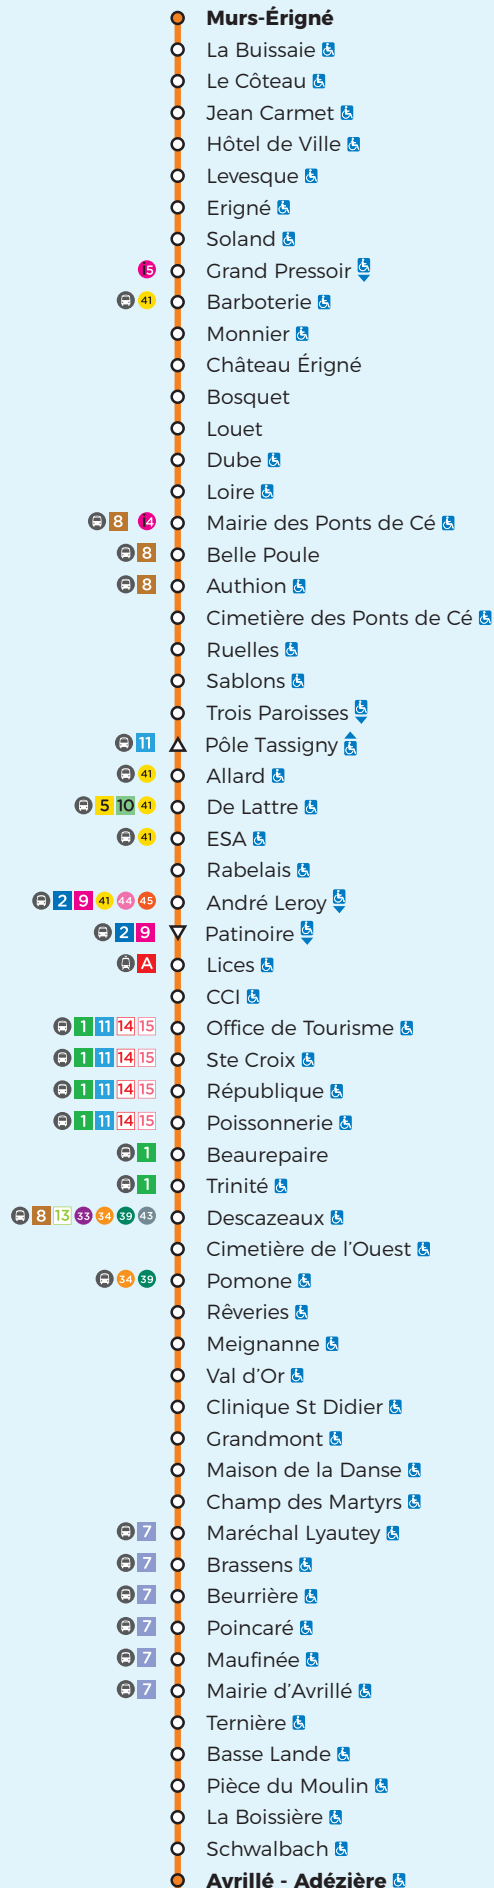 Murs-Érigné
La Buissaie
Le Côteau
Jean Carmet
Hôtel de Ville
Levesque
Erigné
Soland
i5 Grand Pressoir
41 Barboterie
Monnier
Château Érigné
Bosquet
Louet
Dube
Loire
8 i4 Mairie des Ponts de Cé
8 Belle Poule
8 Authion
Cimetière des Ponts de Cé
Ruelles
Sablons
Trois Paroisses
11 Pôle Tassigny
41 Allard
5 10 41 De Lattre
41 ESA
Rabelais
2 9 41 44 45 André Leroy
2 9 Patinoire
A Lices
CCI
1 11 14 15 Office de Tourisme
1 11 14 15 Ste Croix
1 11 14 15 République
1 11 14 15 Poissonnerie
1 Beaurepaire
1 Trinité
8 13 33 34 39 43 Descazeaux
Cimetière de l'Ouest
34 39 Pomone
Rêveries
Meignanne
Val d'Or
Clinique St Didier
Grandmont
Maison de la Danse
Champ des Martyrs
7 Maréchal Lyautey
7 Brassens
7 Beurrière
7 Poincaré
7 Maufinée
7 Mairie d'Avrillé
Ternière
Basse Lande
Pièce du Moulin
La Boissière
Schwalbach
Avrillé - Adézière